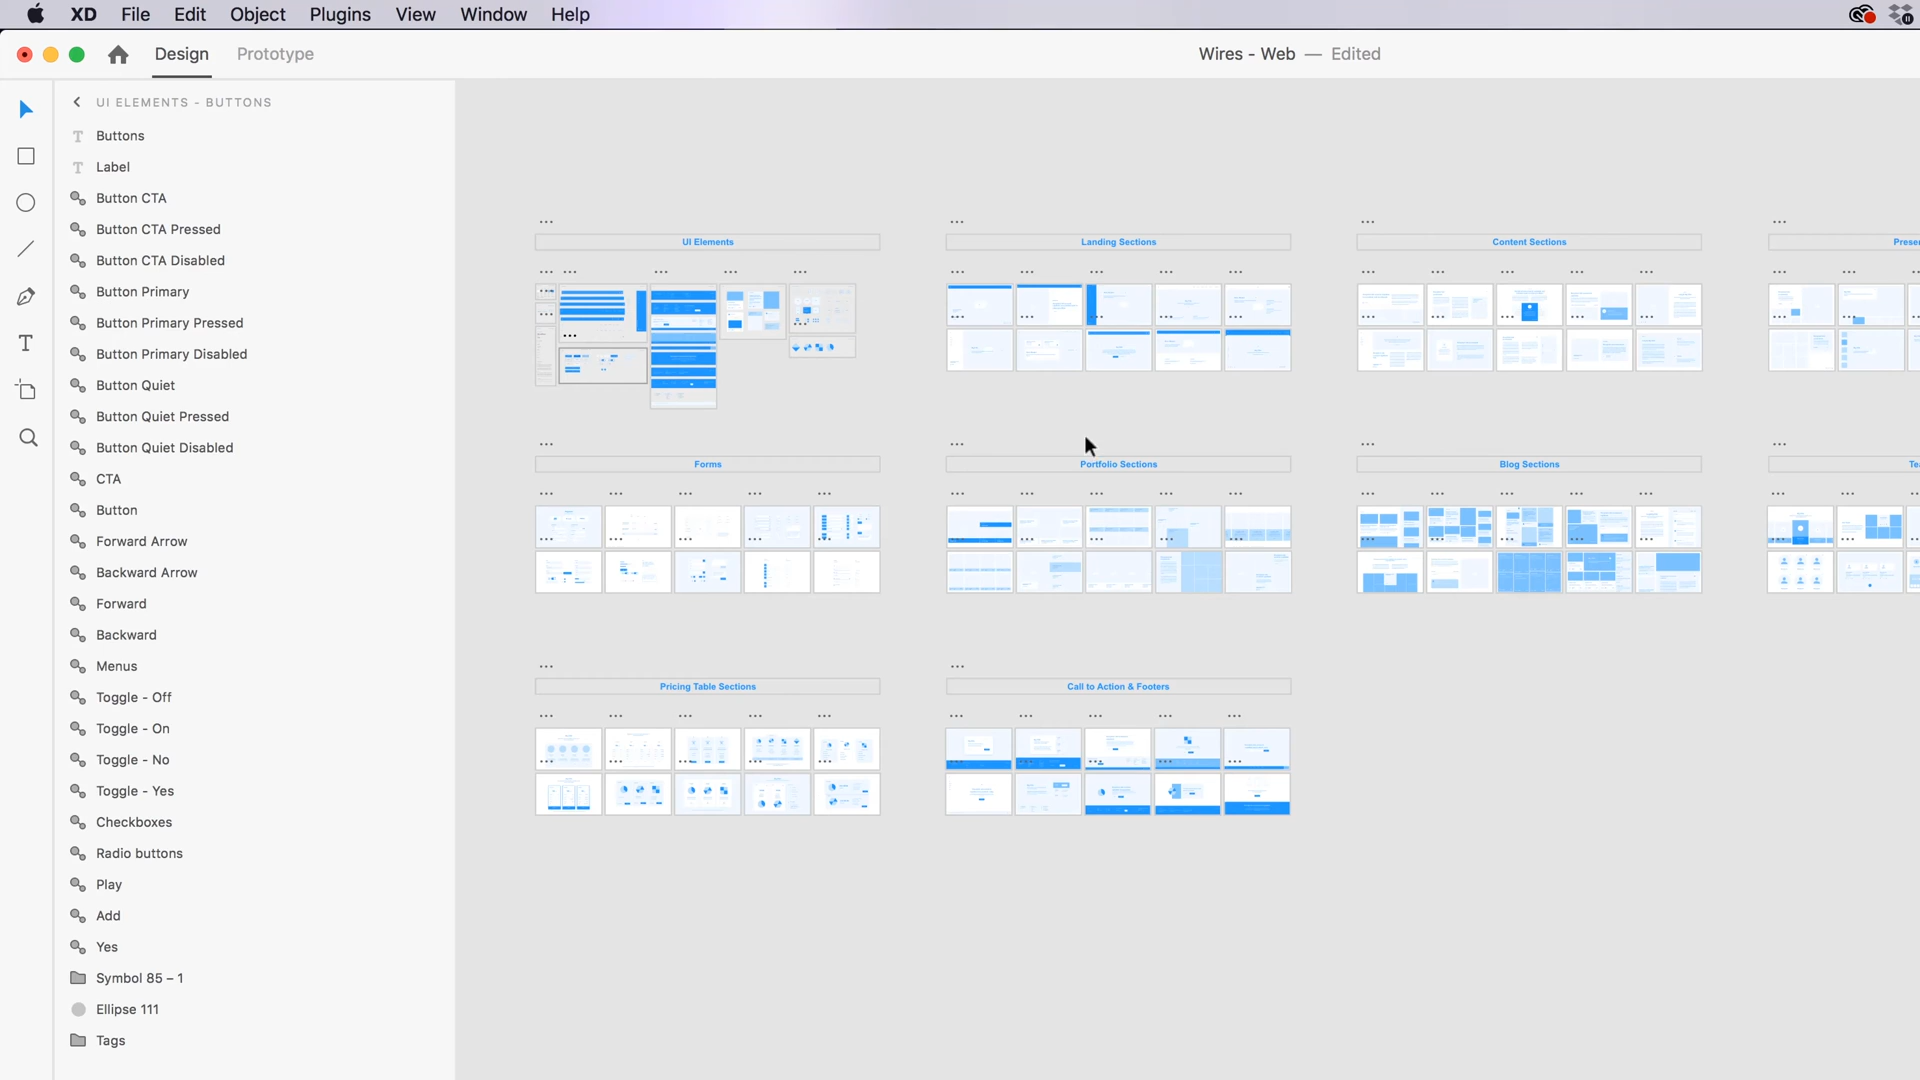 XD File Edit Object Plugins View Window Help
Design Prototype
Wires - Web — Edited
UI ELEMENTS - BUTTONS
Buttons
Label
Button CTA
Button CTA Pressed
Button CTA Disabled
Button Primary
Button Primary Pressed
Button Primary Disabled
Button Quiet
Button Quiet Pressed
Button Quiet Disabled
CTA
Button
Forward Arrow
Backward Arrow
Forward
Backward
Menus
Toggle - Off
Toggle - On
Toggle - No
Toggle - Yes
Checkboxes
Radio buttons
Play
Add
Yes
Symbol 85 – 1
Ellipse 111
Tags
UI Elements
Landing Sections
Content Sections
Forms
Portfolio Sections
Blog Sections
Pricing Table Sections
Call to Action & Footers